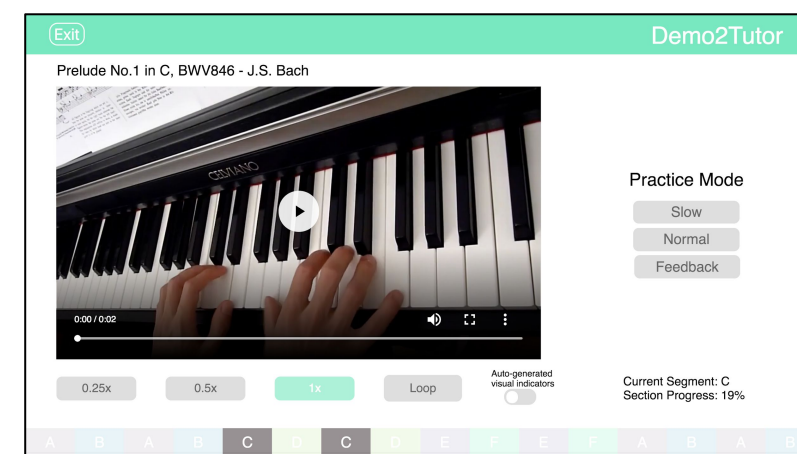 Exit
Demo2Tutor
Prelude No.1 in C, BWV846 - J.S. Bach
CELVIANO
Practice Mode
Slow
Normal
Feedback
0:00 / 0:02
0.25x
0.5x
1x
Loop
Auto-generated
visual indicators
Current Segment: C
Section Progress: 19%
A B A B C D C D E F E F A B A B